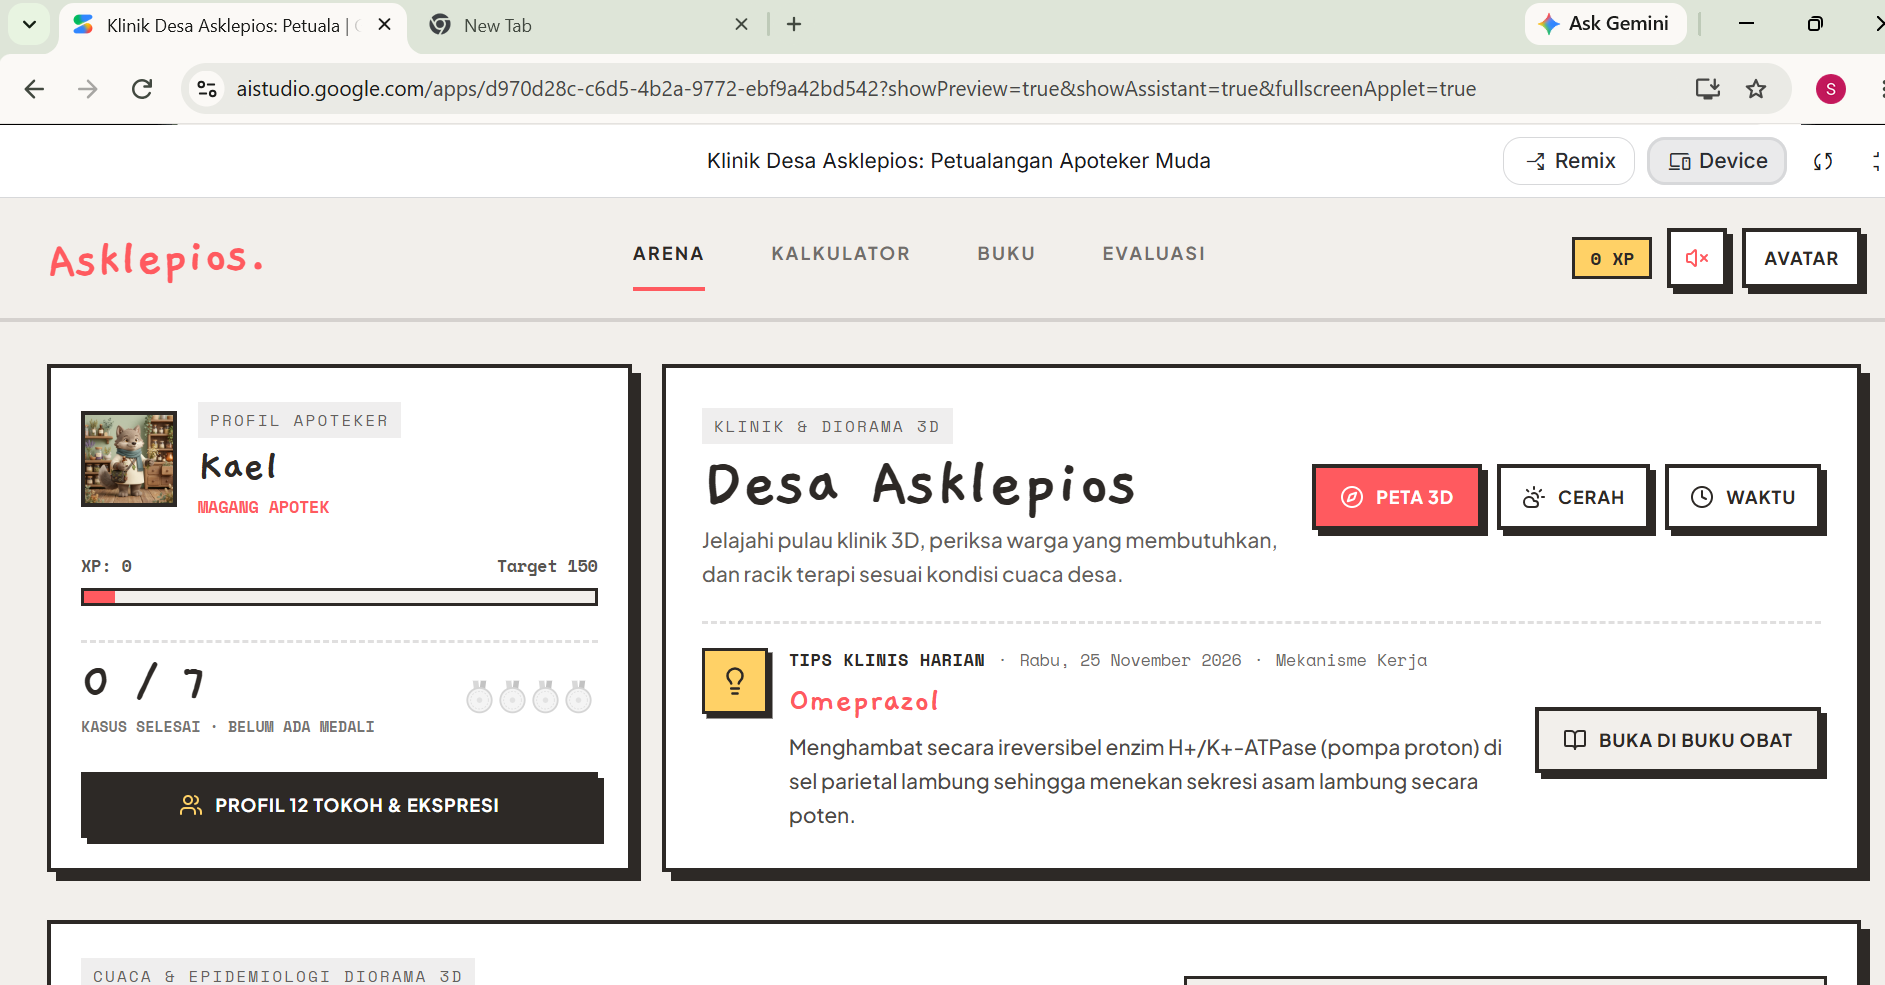 Klinik Desa Asklepios: Petuala |
New Tab
Ask Gemini
aistudio.google.com/apps/d970d28c-c6d5-4b2a-9772-ebf9a42bd542?showPreview=true&showAssistant=true&fullscreenApplet=true
S
Klinik Desa Asklepios: Petualangan Apoteker Muda
Remix
Device
Asklepios.
ARENA
KALKULATOR
BUKU
EVALUASI
0 XP
AVATAR
PROFIL APOTEKER
Kael
MAGANG APOTEK
XP: 0
Target 150
0 / 7
KASUS SELESAI · BELUM ADA MEDALI
PROFIL 12 TOKOH & EKSPRESI
KLINIK & DIORAMA 3D
Desa Asklepios
Jelajahi pulau klinik 3D, periksa warga yang membutuhkan,
dan racik terapi sesuai kondisi cuaca desa.
PETA 3D
CERAH
WAKTU
TIPS KLINIS HARIAN · Rabu, 25 November 2026 · Mekanisme Kerja
Omeprazol
Menghambat secara ireversibel enzim H+/K+-ATPase (pompa proton) di
sel parietal lambung sehingga menekan sekresi asam lambung secara
poten.
BUKA DI BUKU OBAT
CUACA & EPIDEMIOLOGI DIORAMA 3D